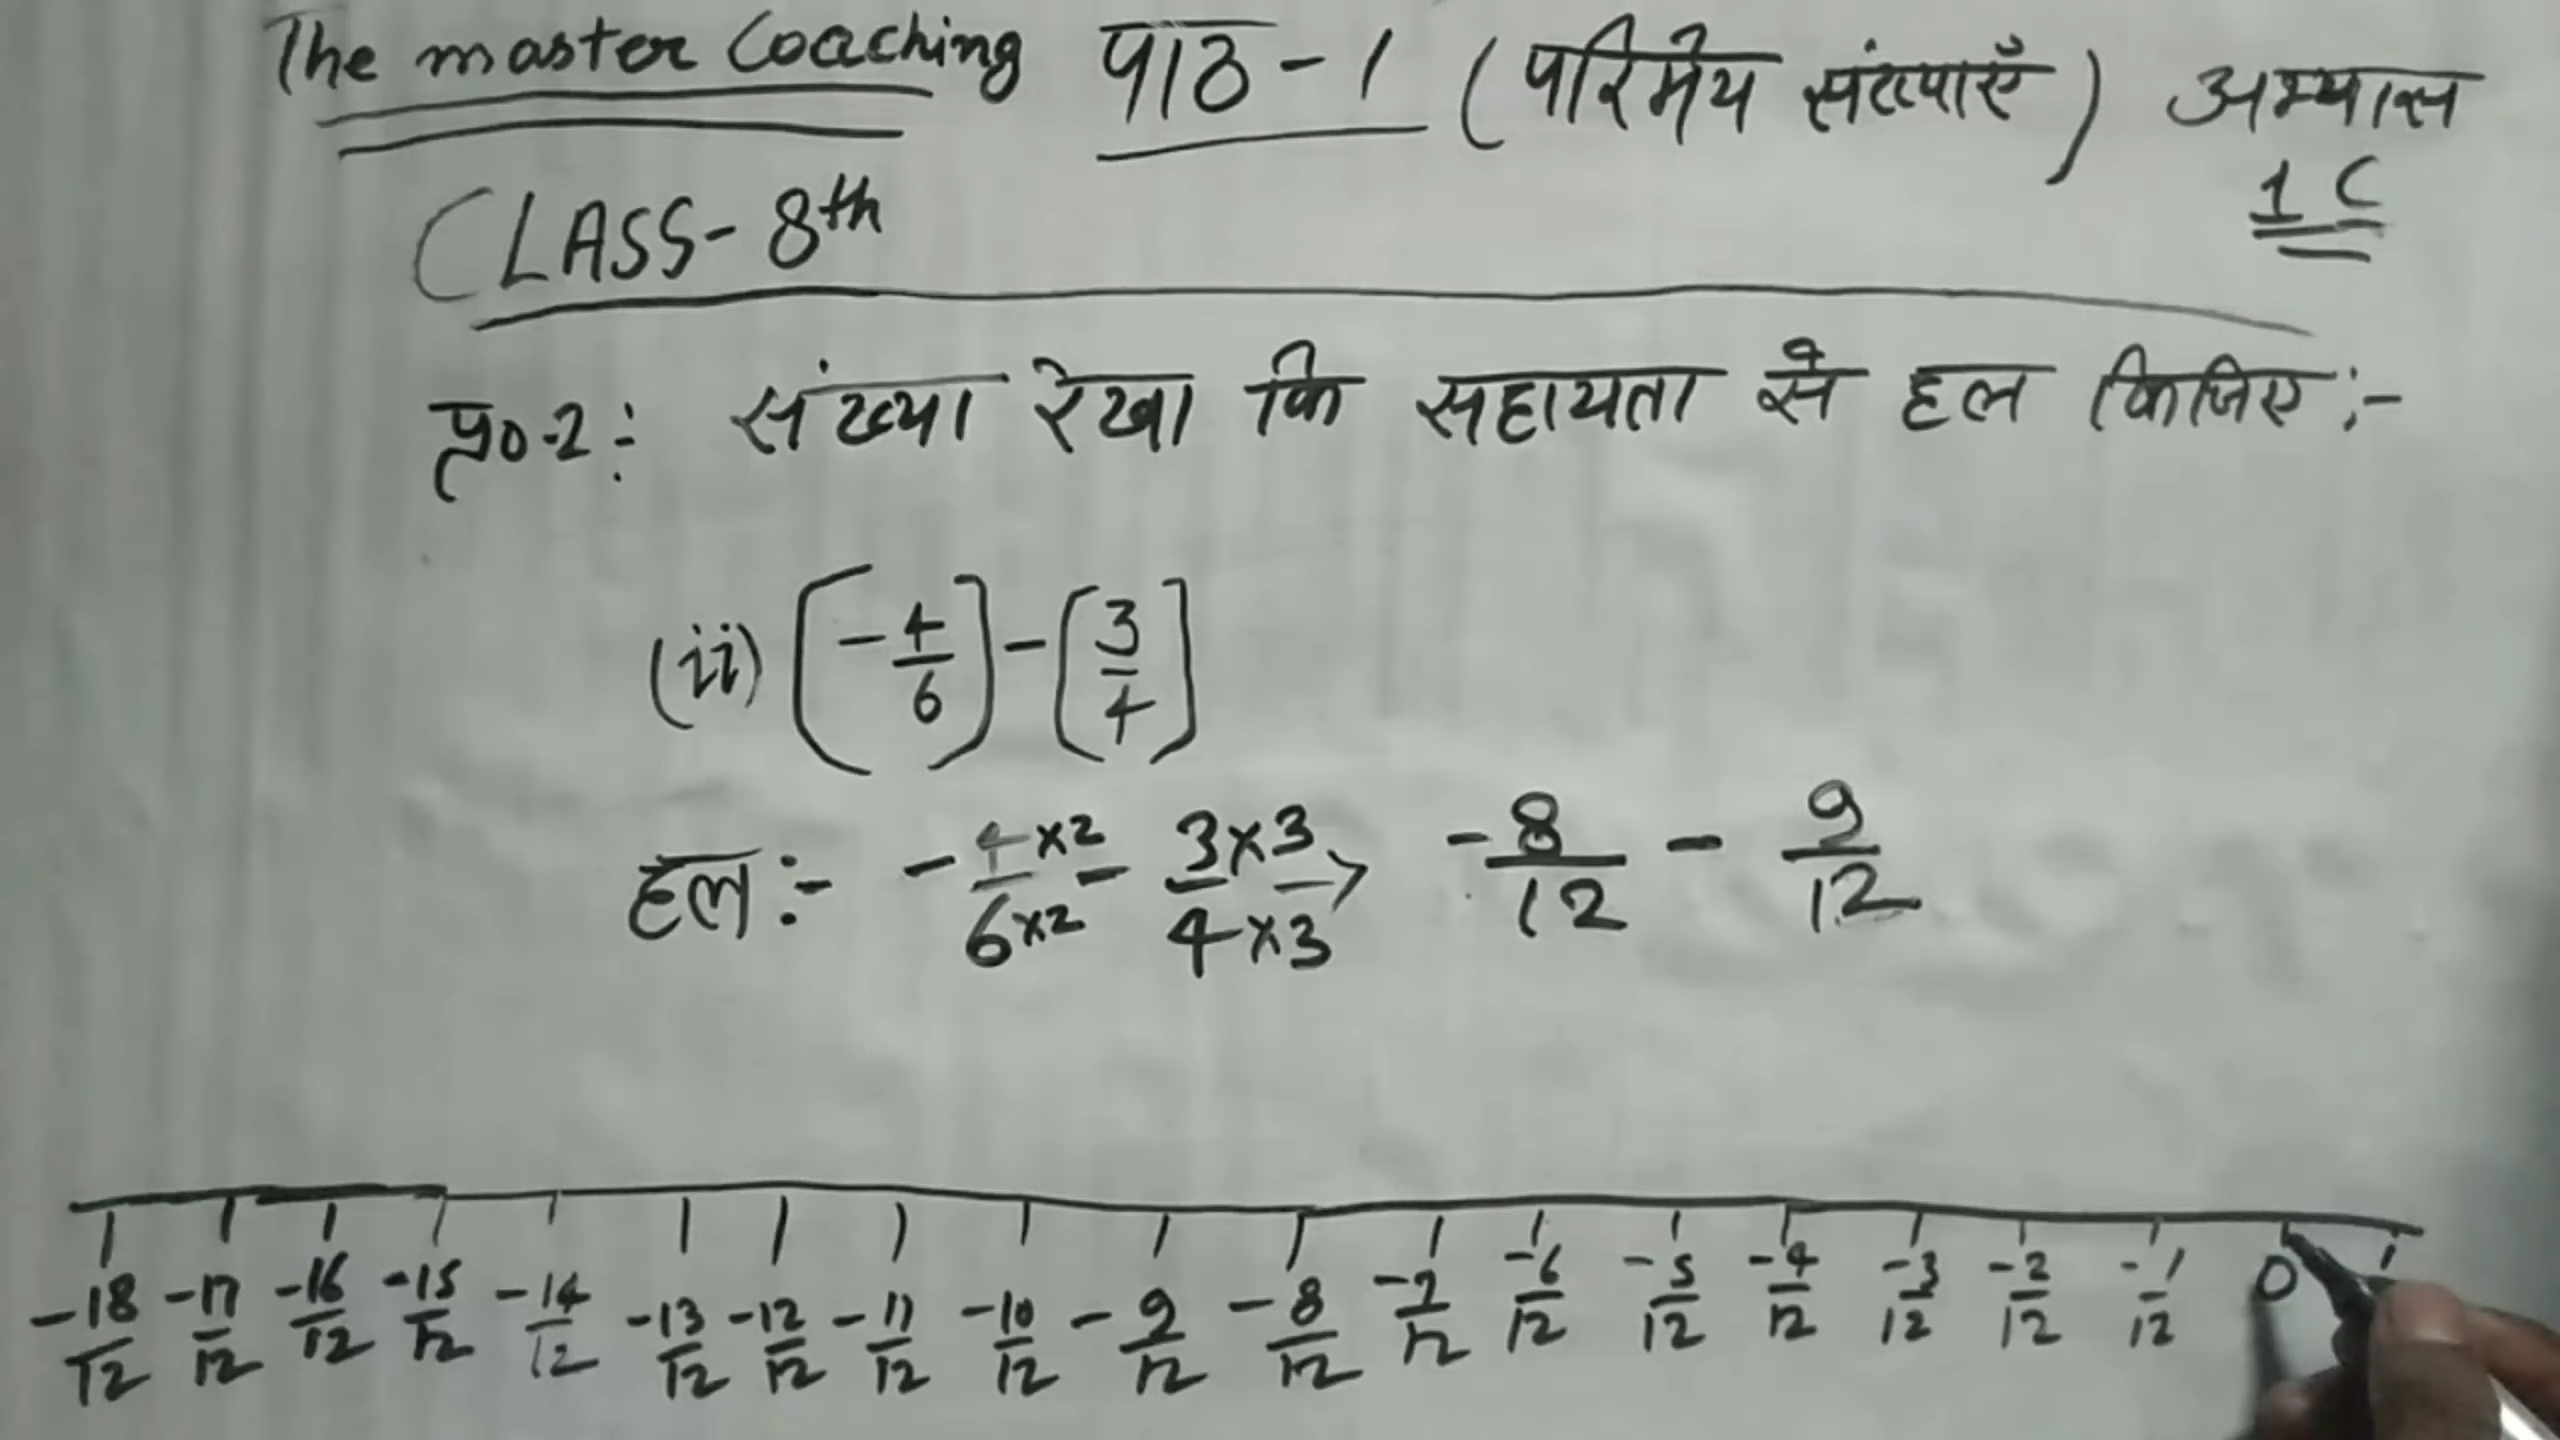 The master Coaching पाठ-1 (परिमेय संख्याएँ) अभ्यास
1C
CLASS-8th
प्र0-2:- संख्या रेखा कि सहायता से हल किजिए:-
(ii) [-4/6] - [3/4]
हल:- -4×2/6×2 - 3×3/4×3 → -8/12 - 9/12
-18/12 -17/12 -16/12 -15/12 -14/12 -13/12 -12/12 -11/12 -10/12 -9/12 -8/12 -7/12 -6/12 -5/12 -4/12 -3/12 -2/12 -1/12 0